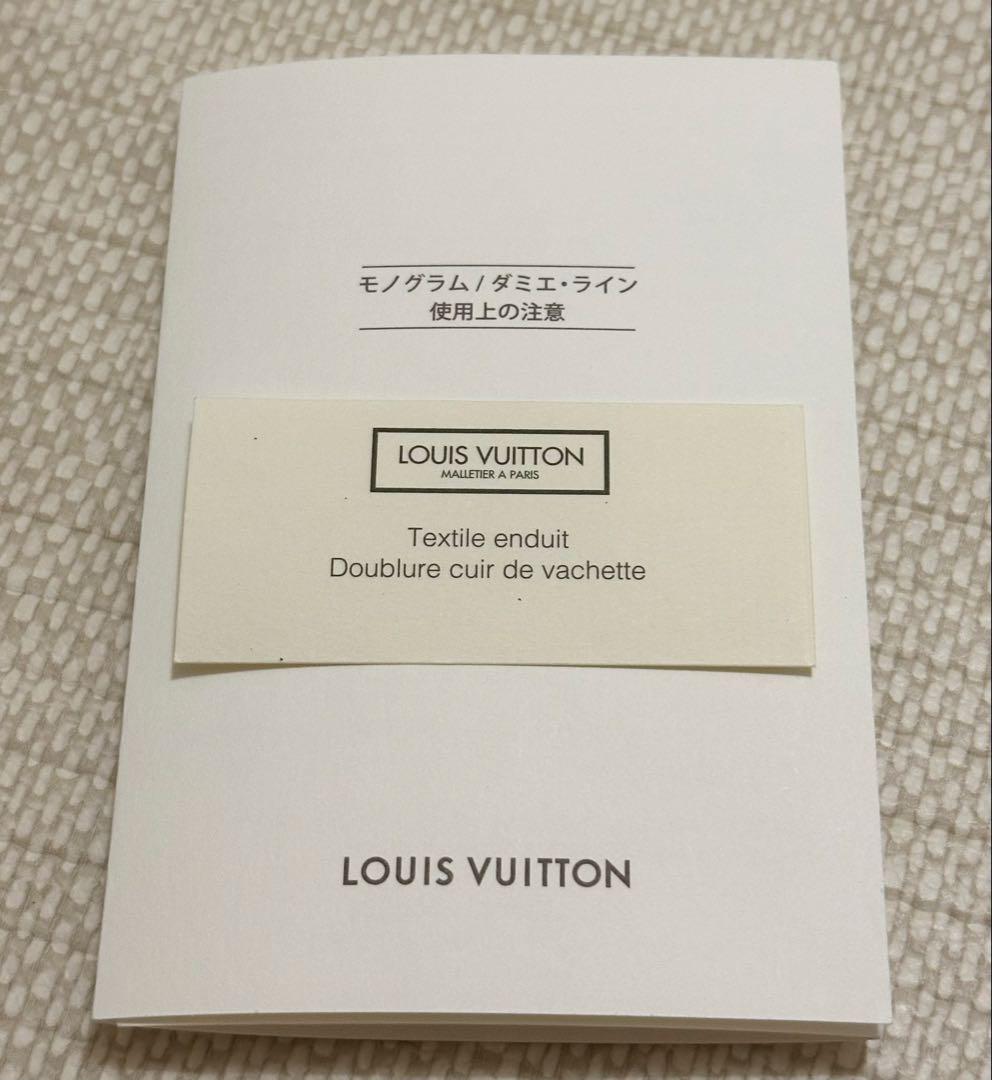 モノグラム / ダミエ・ライン
使用上の注意
LOUIS VUITTON
MALLETIER A PARIS
Textile enduit
Doublure cuir de vachette
LOUIS VUITTON